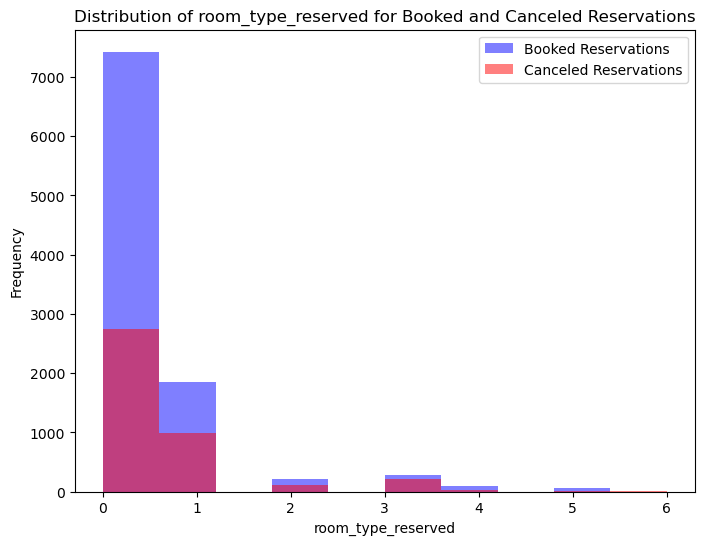 Distribution of room_type_reserved for Booked and Canceled Reservations
Booked Reservations
Canceled Reservations
Frequency
7000
6000
5000
4000
3000
2000
1000
0
0 1 2 3 4 5 6
room_type_reserved